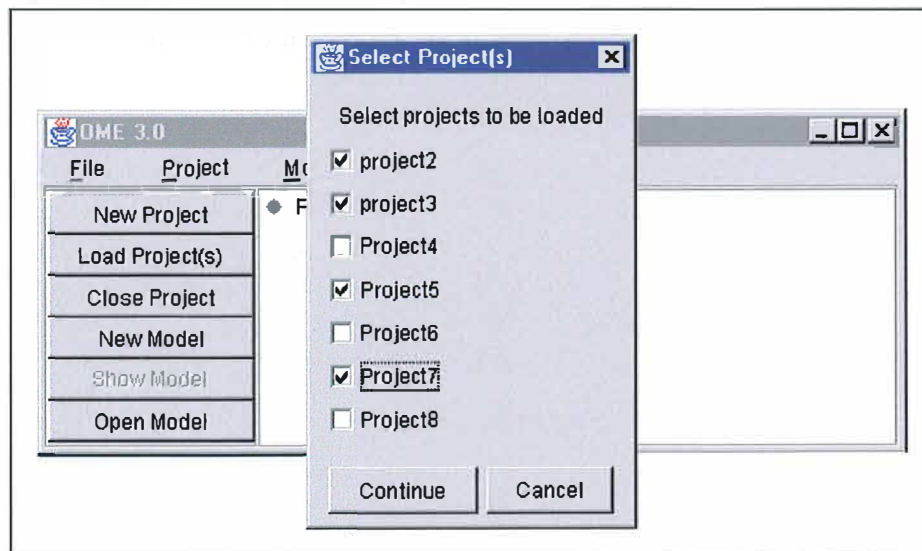 Select Project(s)
Select projects to be loaded
project2
project3
Project4
Project5
Project6
Project7
Project8
Continue Cancel
OME 3.0
File Project Mo
New Project
Load Project(s)
Close Project
New Model
Show Model
Open Model